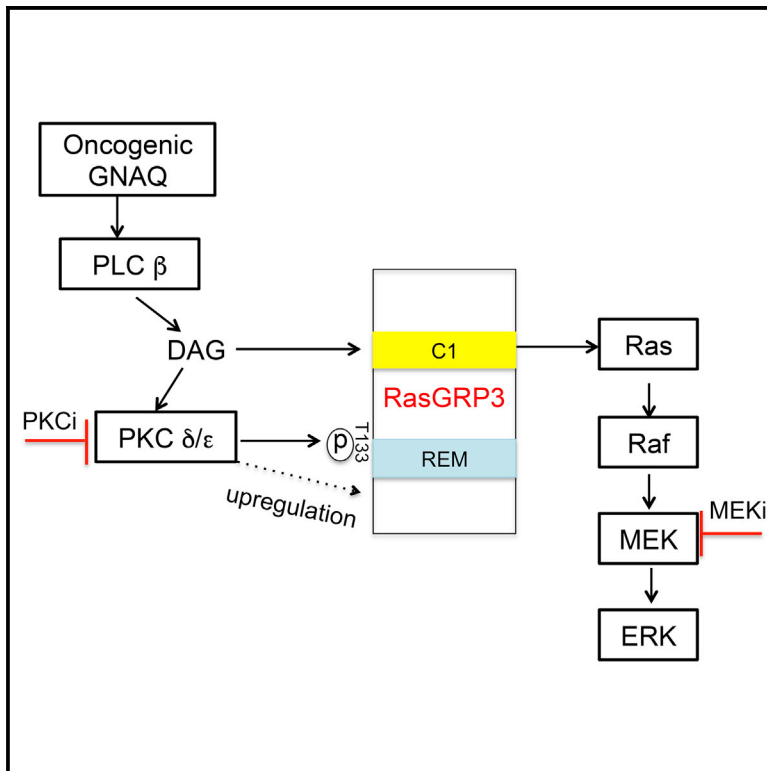 Oncogenic
GNAQ
PLC β
DAG
PKCi
PKC δ/ε
upregulation
p
T133
C1
RasGRP3
REM
Ras
Raf
MEK
MEKi
ERK